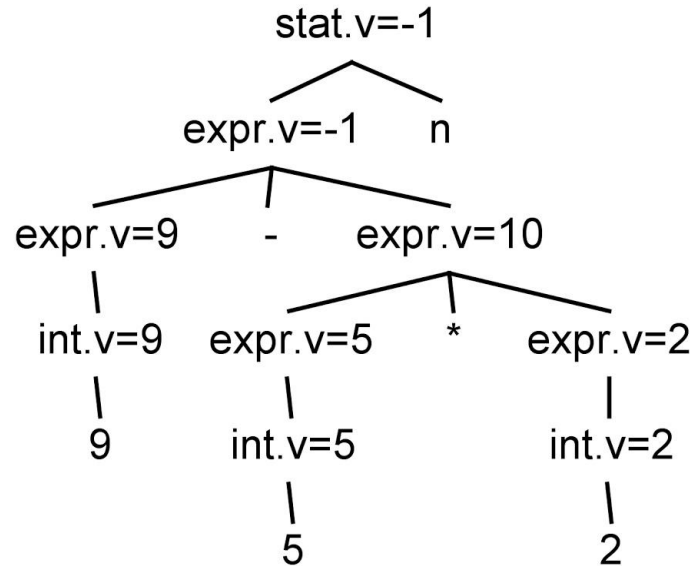 stat.v=-1
expr.v=-1 n
expr.v=9 - expr.v=10
int.v=9 expr.v=5 * expr.v=2
9 int.v=5 int.v=2
5 2